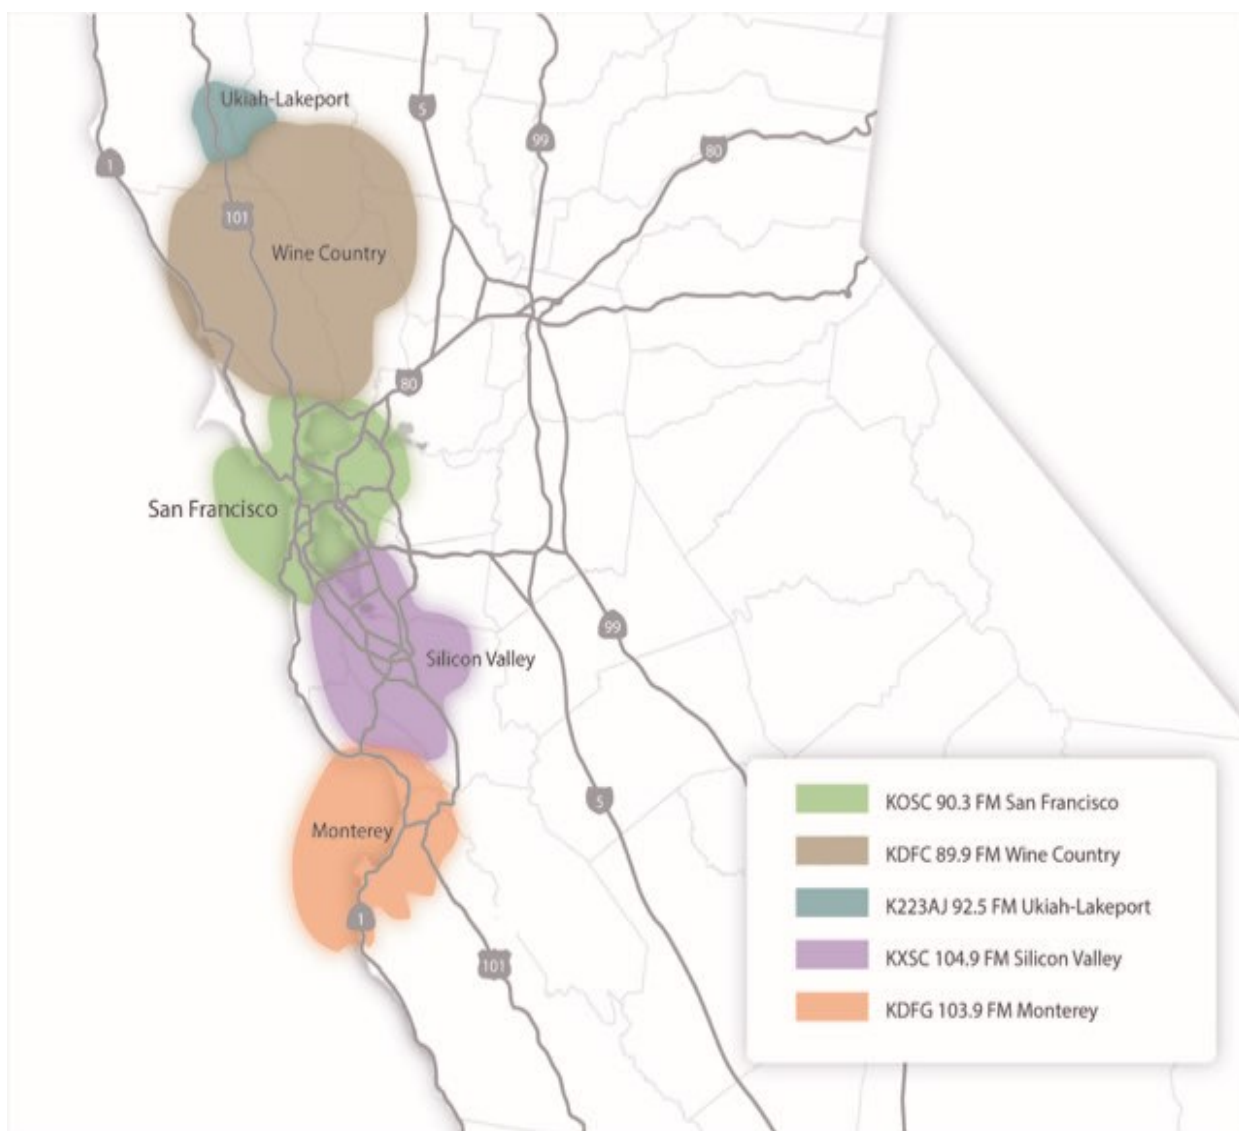 Ukiah-Lakeport
5
99
80
1
101
Wine Country
80
San Francisco
99
Silicon Valley
5
Monterey
1
101
KOSC 90.3 FM San Francisco
KDFC 89.9 FM Wine Country
K223AJ 92.5 FM Ukiah-Lakeport
KXSC 104.9 FM Silicon Valley
KDFG 103.9 FM Monterey